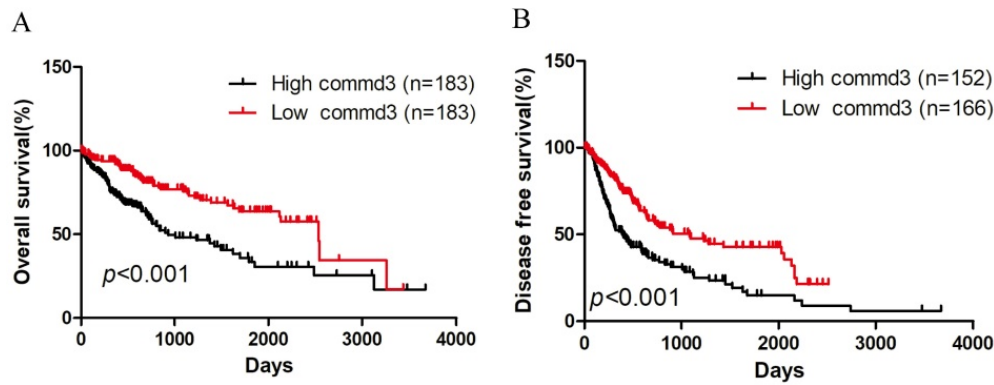 A
150
100
50
0
Overall survival(%)
High commd3 (n=183)
Low commd3 (n=183)
p<0.001
0 1000 2000 3000 4000
Days
B
150
100
50
0
Disease free survival(%)
High commd3 (n=152)
Low commd3 (n=166)
p<0.001
0 1000 2000 3000 4000
Days